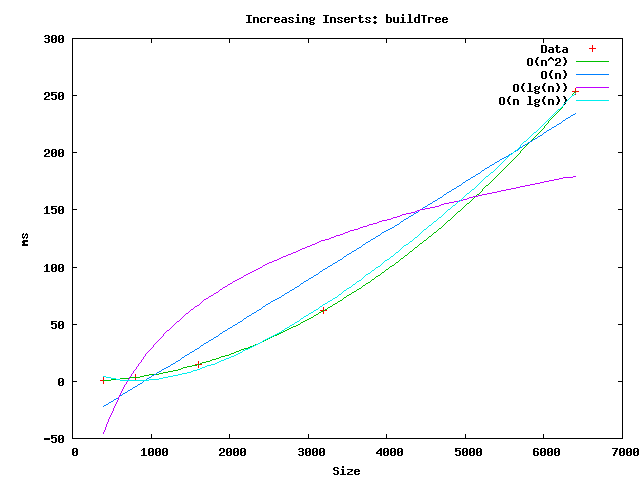 Increasing Inserts: buildTree
300
250
200
150
100
50
0
-50
ms
Data
O(n^2)
O(n)
O(lg(n))
O(n lg(n))
0 1000 2000 3000 4000 5000 6000 7000
Size